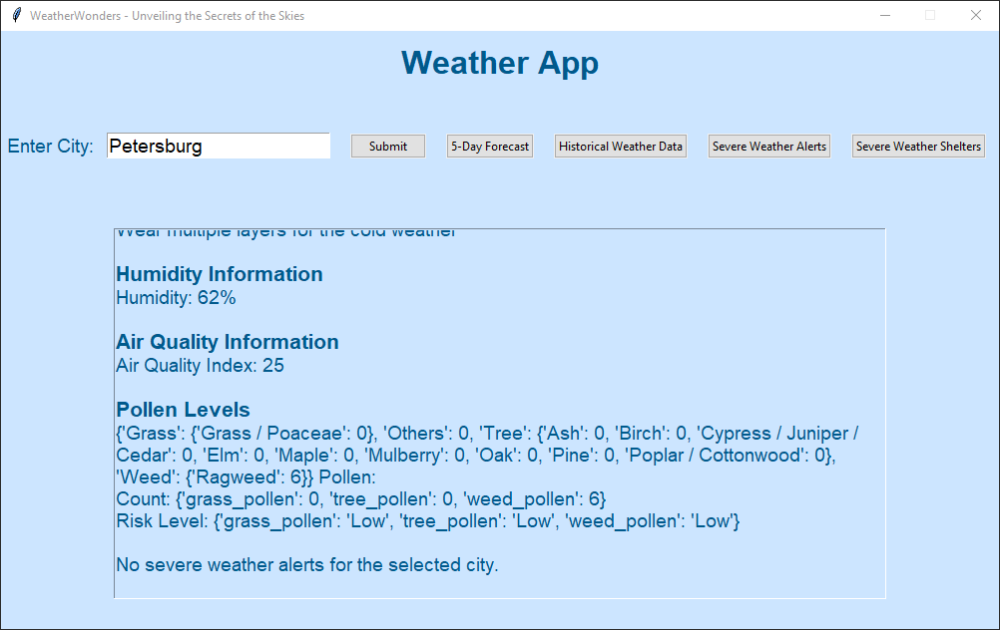 WeatherWonders - Unveiling the Secrets of the Skies
Weather App
Enter City: Petersburg Submit 5-Day Forecast Historical Weather Data Severe Weather Alerts Severe Weather Shelters
Wear multiple layers for the cold weather
Humidity Information
Humidity: 62%
Air Quality Information
Air Quality Index: 25
Pollen Levels
{'Grass': {'Grass / Poaceae': 0}, 'Others': 0, 'Tree': {'Ash': 0, 'Birch': 0, 'Cypress / Juniper /
Cedar': 0, 'Elm': 0, 'Maple': 0, 'Mulberry': 0, 'Oak': 0, 'Pine': 0, 'Poplar / Cottonwood': 0},
'Weed': {'Ragweed': 6}} Pollen:
Count: {'grass_pollen': 0, 'tree_pollen': 0, 'weed_pollen': 6}
Risk Level: {'grass_pollen': 'Low', 'tree_pollen': 'Low', 'weed_pollen': 'Low'}
No severe weather alerts for the selected city.